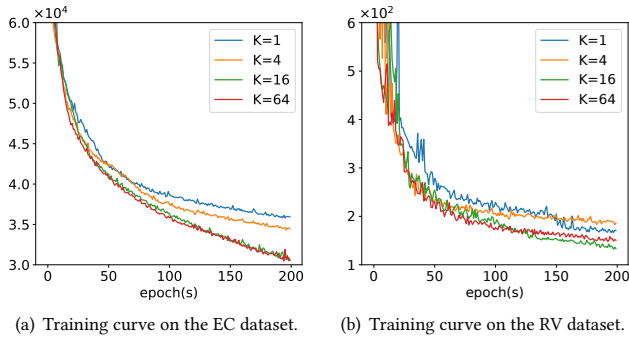 ×10⁴
6.0
5.5
5.0
4.5
4.0
3.5
3.0
0
50
100
150
200
epoch(s)
K=1
K=4
K=16
K=64
(a) Training curve on the EC dataset.
×10²
6
5
4
3
2
1
0
50
100
150
200
epoch(s)
K=1
K=4
K=16
K=64
(b) Training curve on the RV dataset.